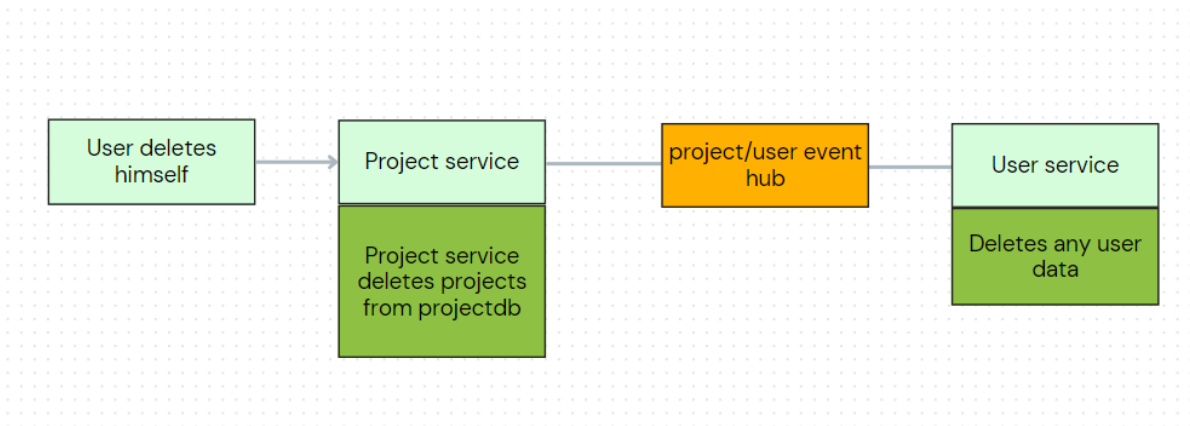 User deletes
himself
Project service
Project service
deletes projects
from projectdb
project/user event
hub
User service
Deletes any user
data